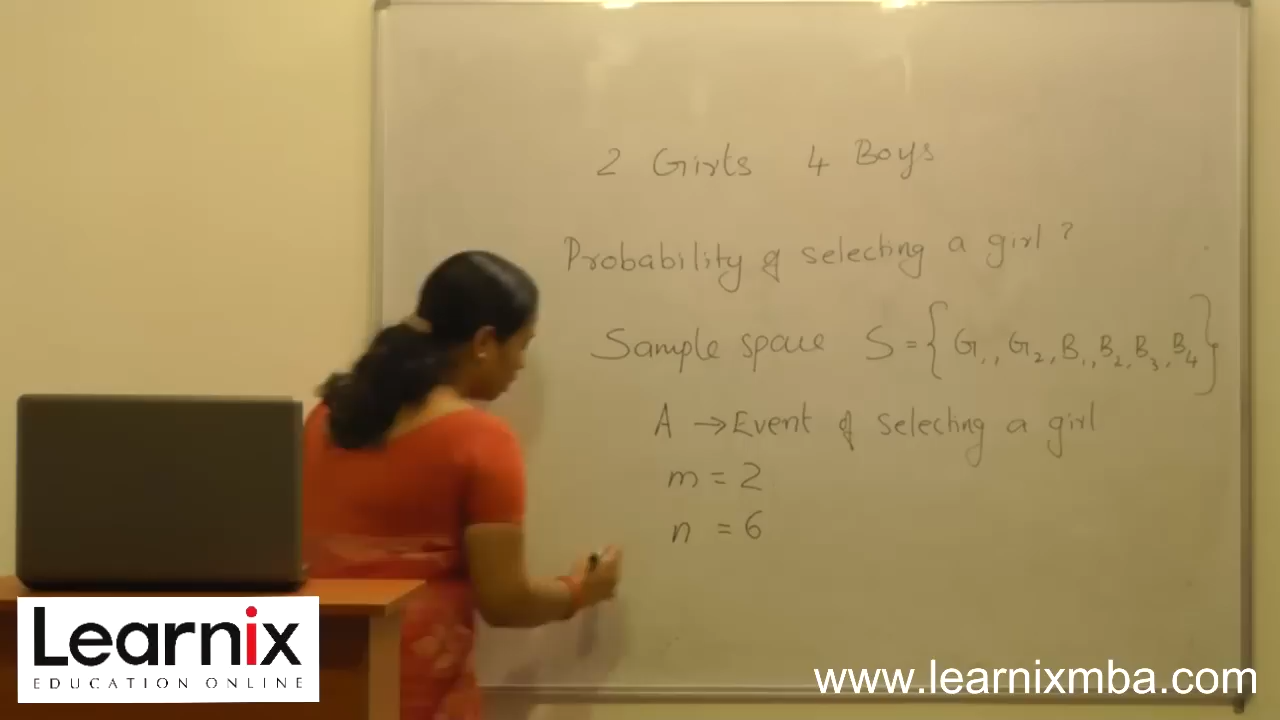 2 Girls 4 Boys
Probability of selecting a girl?
Sample space S = {G1, G2, B1, B2, B3, B4}
A → Event of selecting a girl
m = 2
n = 6
Learnix
EDUCATION ONLINE
www.learnixmba.com